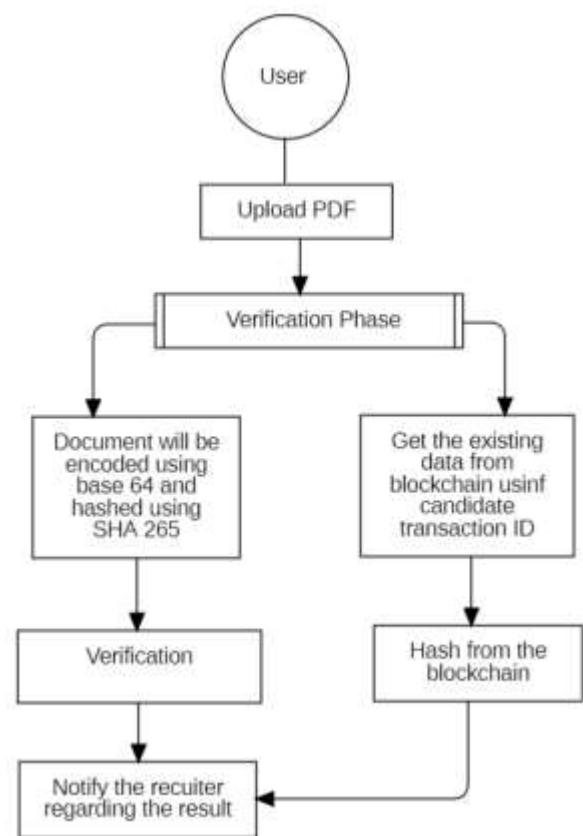 User
Upload PDF
Verification Phase
Document will be
encoded using
base 64 and
hashed using
SHA 265
Get the existing
data from
blockchain usinf
candidate
transaction ID
Verification
Hash from the
blockchain
Notify the recuiter
regarding the result